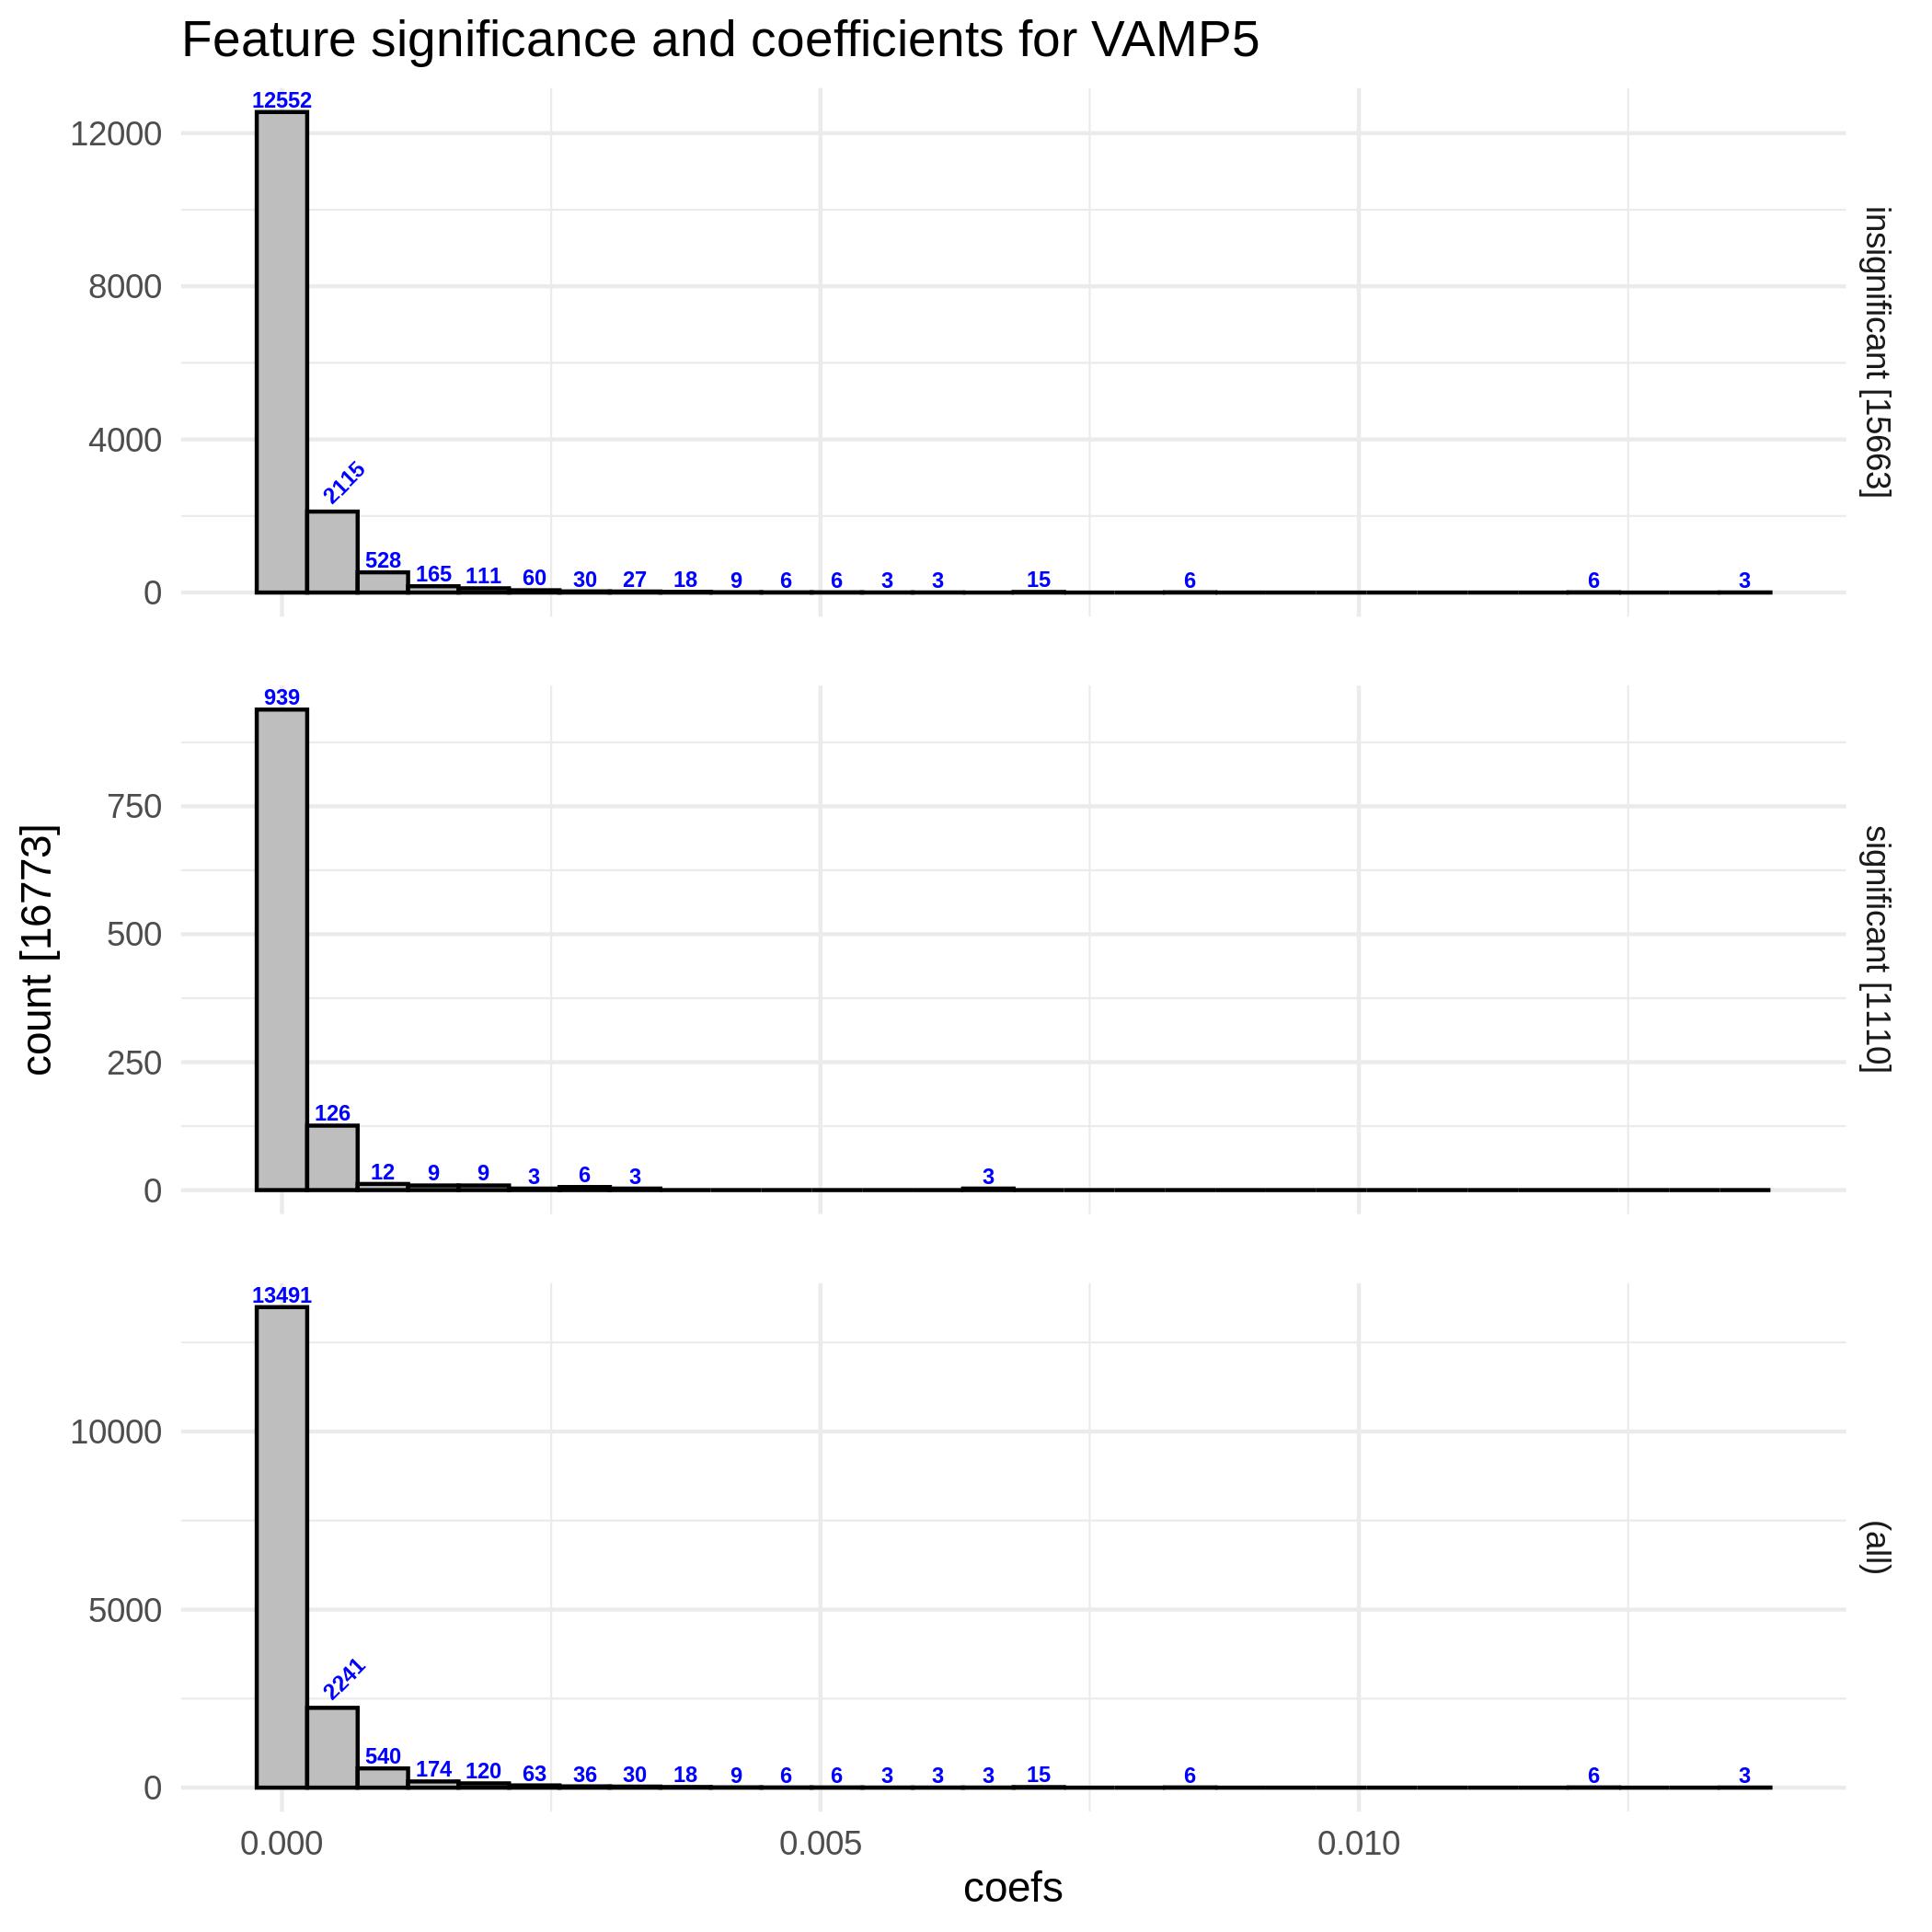 Feature significance and coefficients for VAMP5
12552
12000
8000
4000
0
2115
528 165 111 60 30 27 18 9 6 6 3 3 15 6 6 3
insignificant [15663]
939
750
500
250
0
126
12 9 9 3 6 3 3
significant [1110]
count [16773]
13491
10000
5000
0
2241
540 174 120 63 36 30 18 9 6 6 3 3 3 15 6 6 3
(all)
0.000 0.005 0.010
coefs